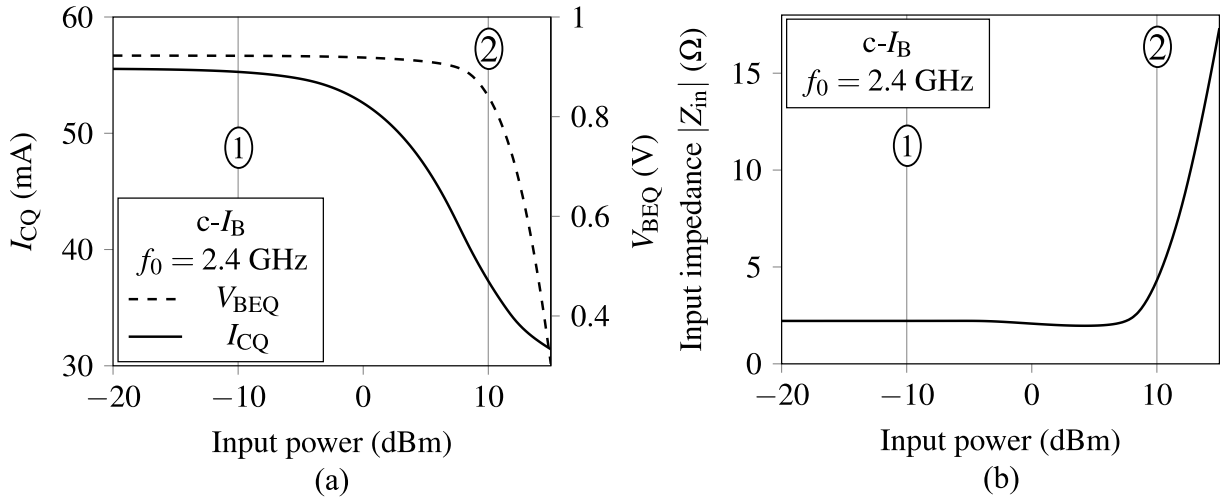 60
50
40
30
I_CQ (mA)
1
0.8
0.6
0.4
V_BEQ (V)
①
②
c-I_B
f_0 = 2.4 GHz
V_BEQ
I_CQ
−20
−10
0
10
Input power (dBm)
(a)
15
10
5
0
Input impedance |Z_in| (Ω)
c-I_B
f_0 = 2.4 GHz
①
②
−20
−10
0
10
Input power (dBm)
(b)